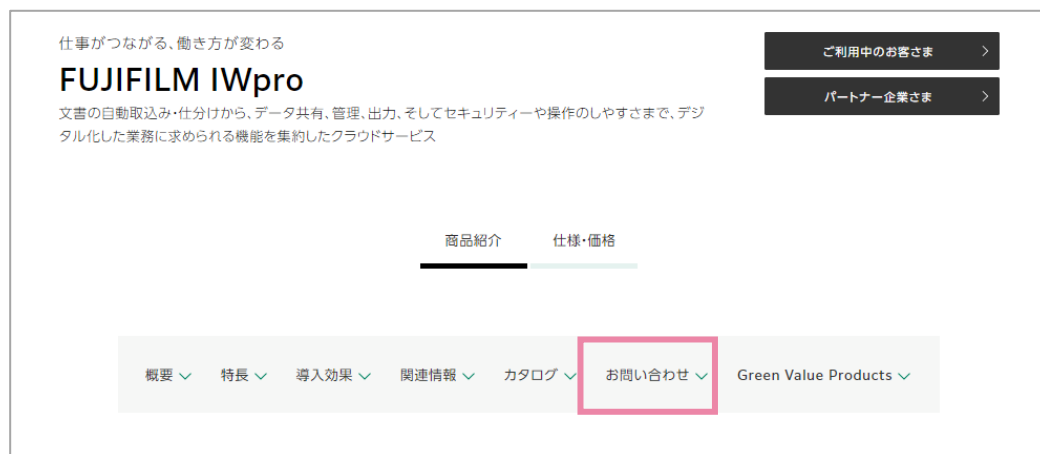 仕事がつながる、働き方が変わる
FUJIFILM IWpro
文書の自動取込み・仕分けから、データ共有、管理、出力、そしてセキュリティーや操作のしやすさまで、デジ
タル化した業務に求められる機能を集約したクラウドサービス
ご利用中のお客さま
パートナー企業さま
商品紹介 仕様・価格
概要 特長 導入効果 関連情報 カタログ お問い合わせ Green Value Products